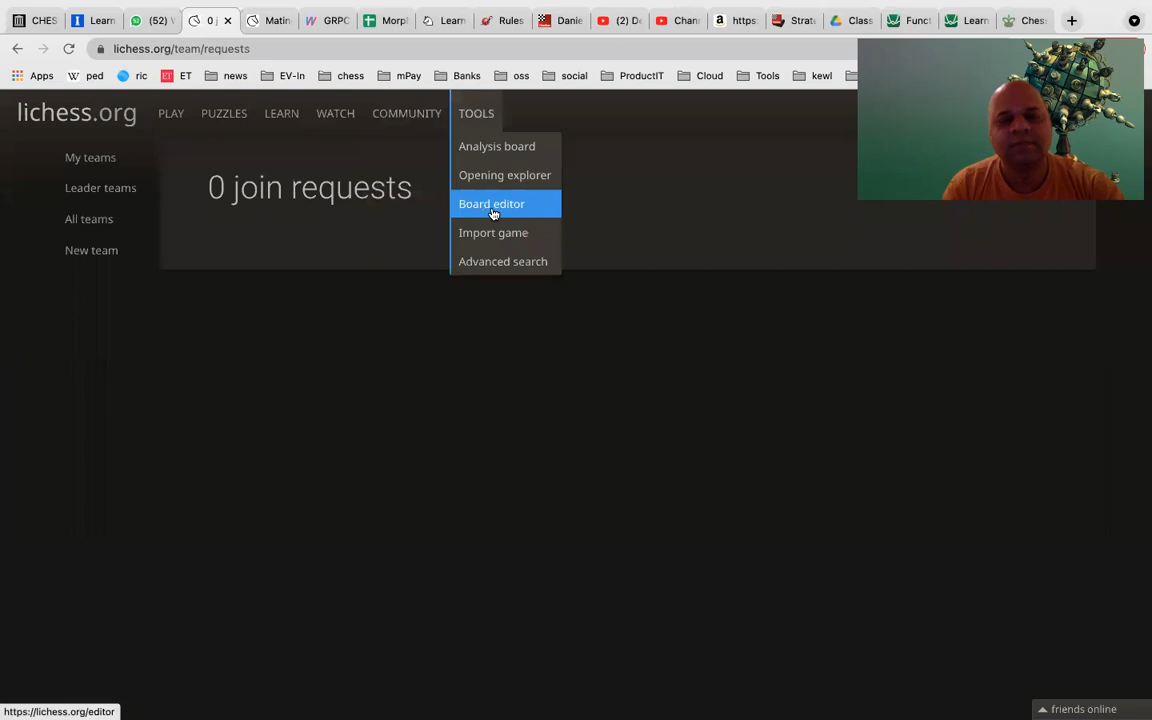 CHES
Learn
(52) W
0 j
Matin
GRPC
Morpl
Learn
Rules
Danie
(2) De
Chan
https:
Strate
Class
Funct
Learn
Ches:
lichess.org/team/requests
Apps
ped
ric
ET
news
EV-In
chess
mPay
Banks
oss
social
ProductIT
Cloud
Tools
kewl
lichess.org
PLAY
PUZZLES
LEARN
WATCH
COMMUNITY
TOOLS
My teams
Leader teams
All teams
New team
0 join requests
Analysis board
Opening explorer
Board editor
Import game
Advanced search
https://lichess.org/editor
friends online